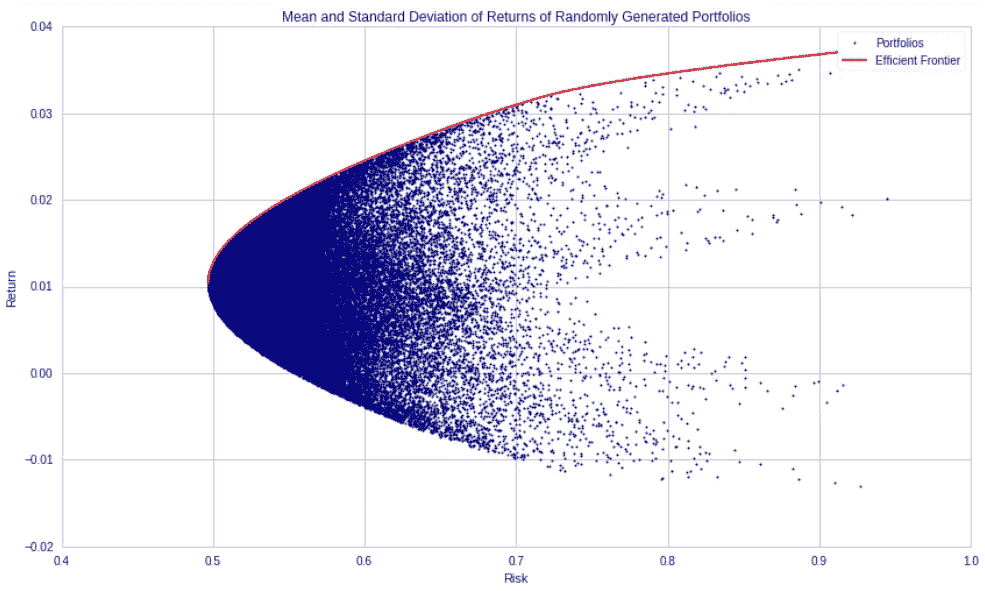 Mean and Standard Deviation of Returns of Randomly Generated Portfolios
0.04
Portfolios
Efficient Frontier
0.03
0.02
Return
0.01
0.00
−0.01
−0.02
0.4 0.5 0.6 0.7 0.8 0.9 1.0
Risk